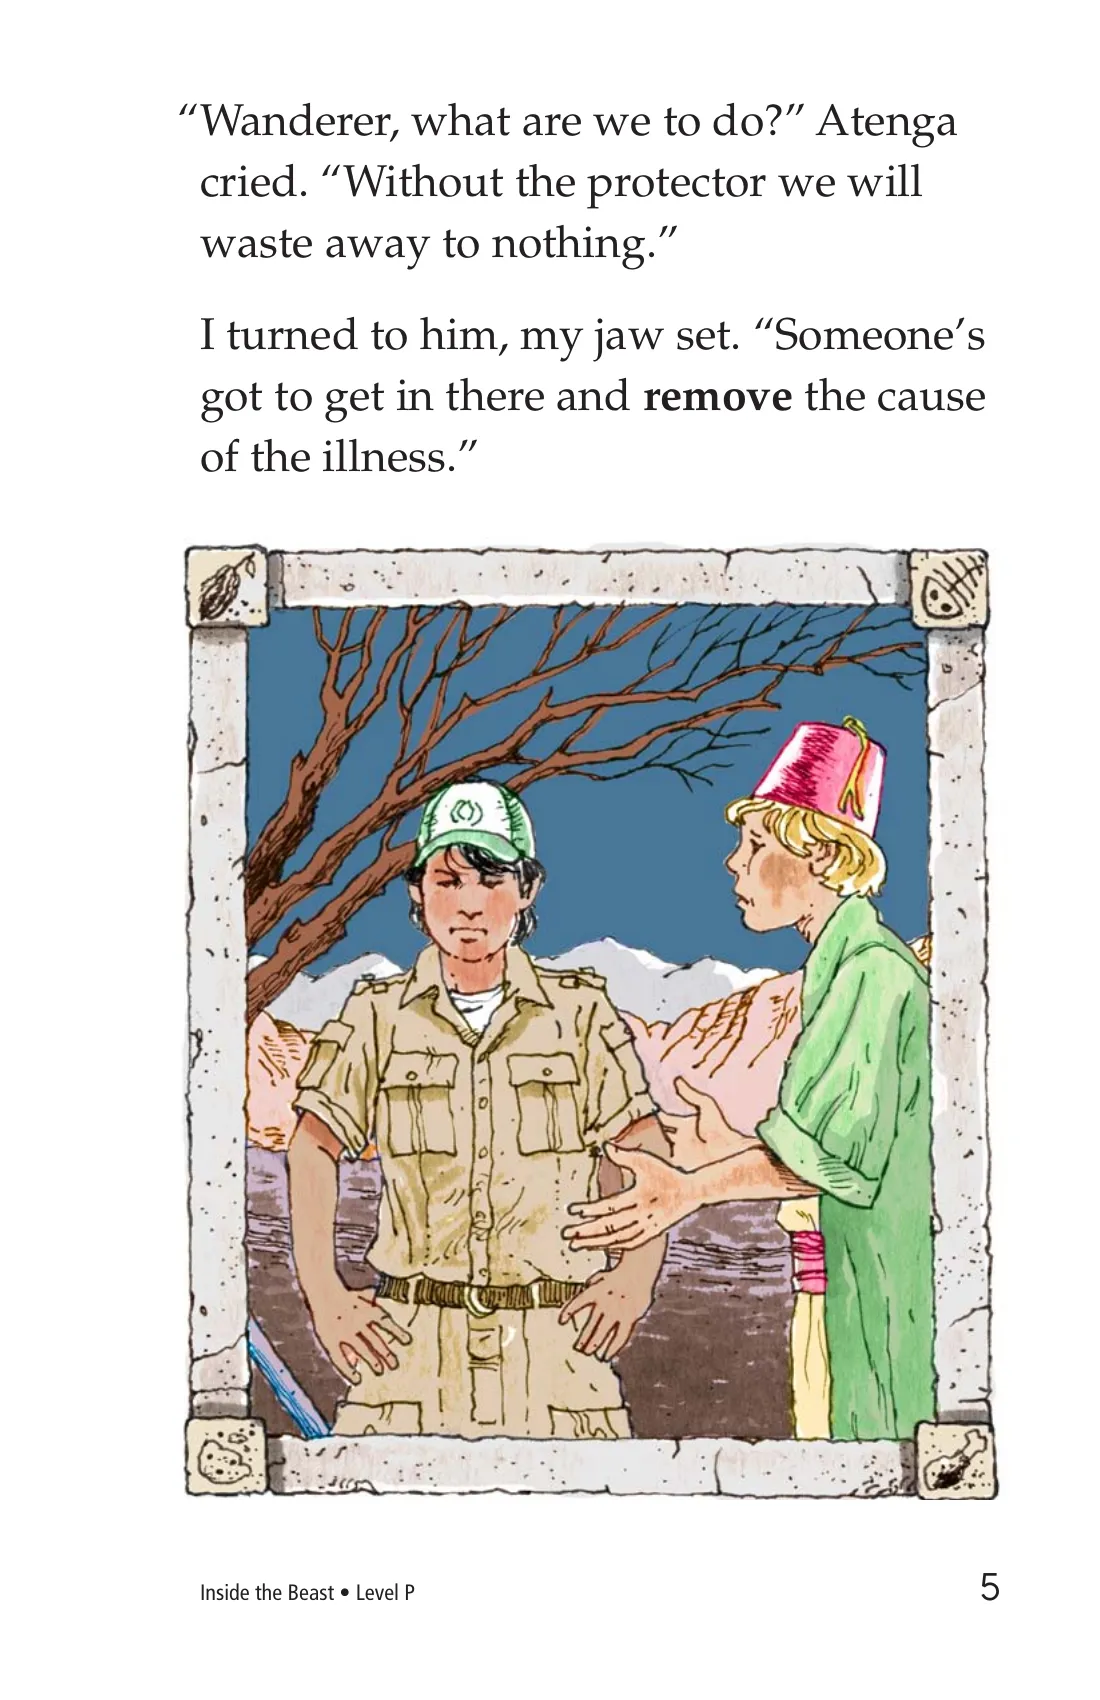 “Wanderer, what are we to do?” Atenga
cried. “Without the protector we will
waste away to nothing.”
I turned to him, my jaw set. “Someone’s
got to get in there and remove the cause
of the illness.”
Inside the Beast • Level P
5